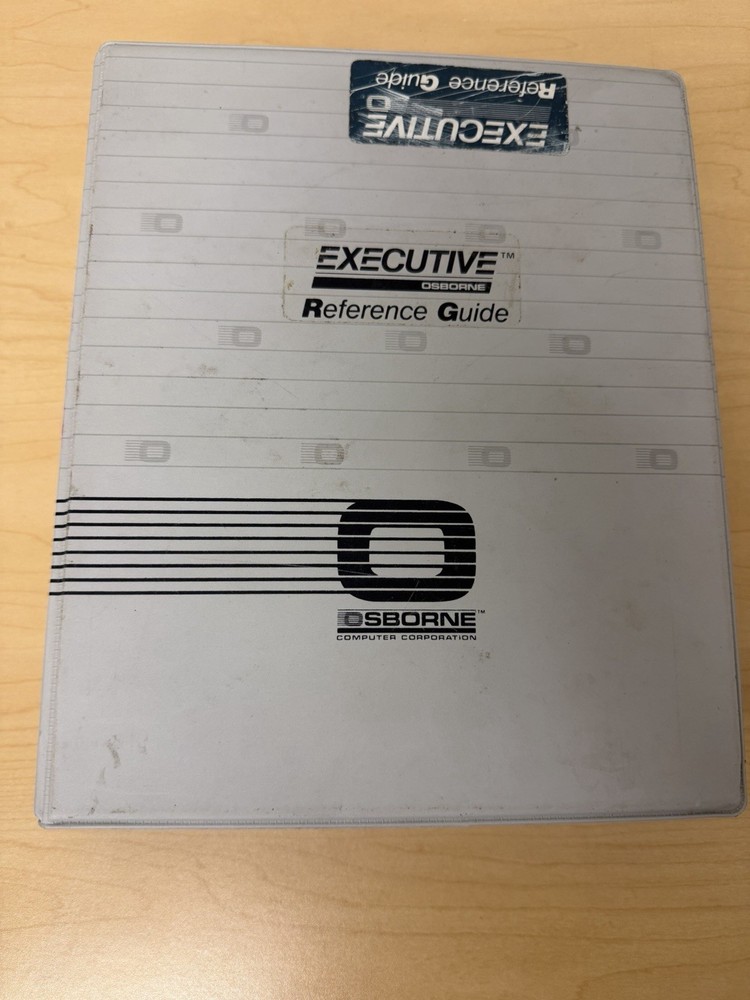 Reference Guide
EXECUTIVE
EXECUTIVE™
OSBORNE
Reference Guide
OSBORNE™
COMPUTER CORPORATION